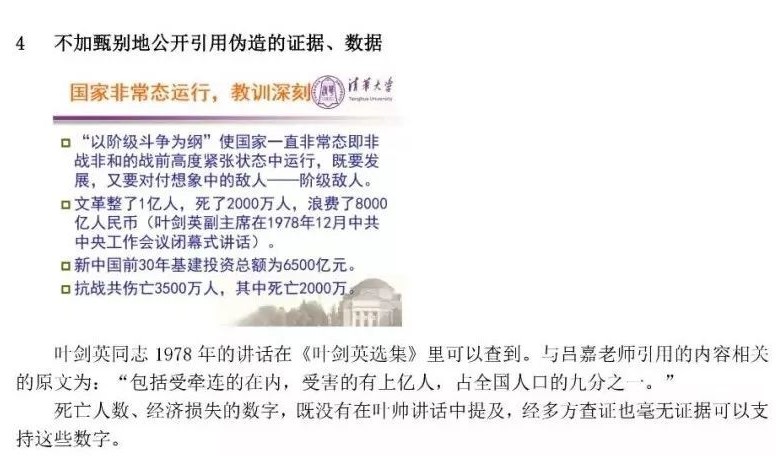 4 不加甄别地公开引用伪造的证据、数据
国家非常态运行，教训深刻
清华大学
Tsinghua University
“以阶级斗争为纲”使国家一直非常态即非
战非和的战前高度紧张状态中运行，既要发
展，又要对付想象中的敌人——阶级敌人。
文革整了1亿人，死了2000万人，浪费了8000
亿人民币（叶剑英副主席在1978年12月中共
中央工作会议闭幕式讲话）。
新中国前30年基建投资总额为6500亿元。
抗战共伤亡3500万人，其中死亡2000万。
叶剑英同志 1978 年的讲话在《叶剑英选集》里可以查到。与吕嘉老师引用的内容相关
的原文为：“包括受牵连的在内，受害的有上亿人，占全国人口的九分之一。”
死亡人数、经济损失的数字，既没有在叶帅讲话中提及，经多方查证也毫无证据可以支
持这些数字。